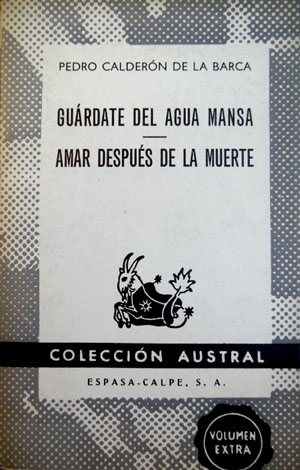 PEDRO CALDERÓN DE LA BARCA
GUÁRDATE DEL AGUA MANSA
AMAR DESPUÉS DE LA MUERTE
COLECCIÓN AUSTRAL
ESPASA-CALPE, S. A.
VOLUMEN
EXTRA